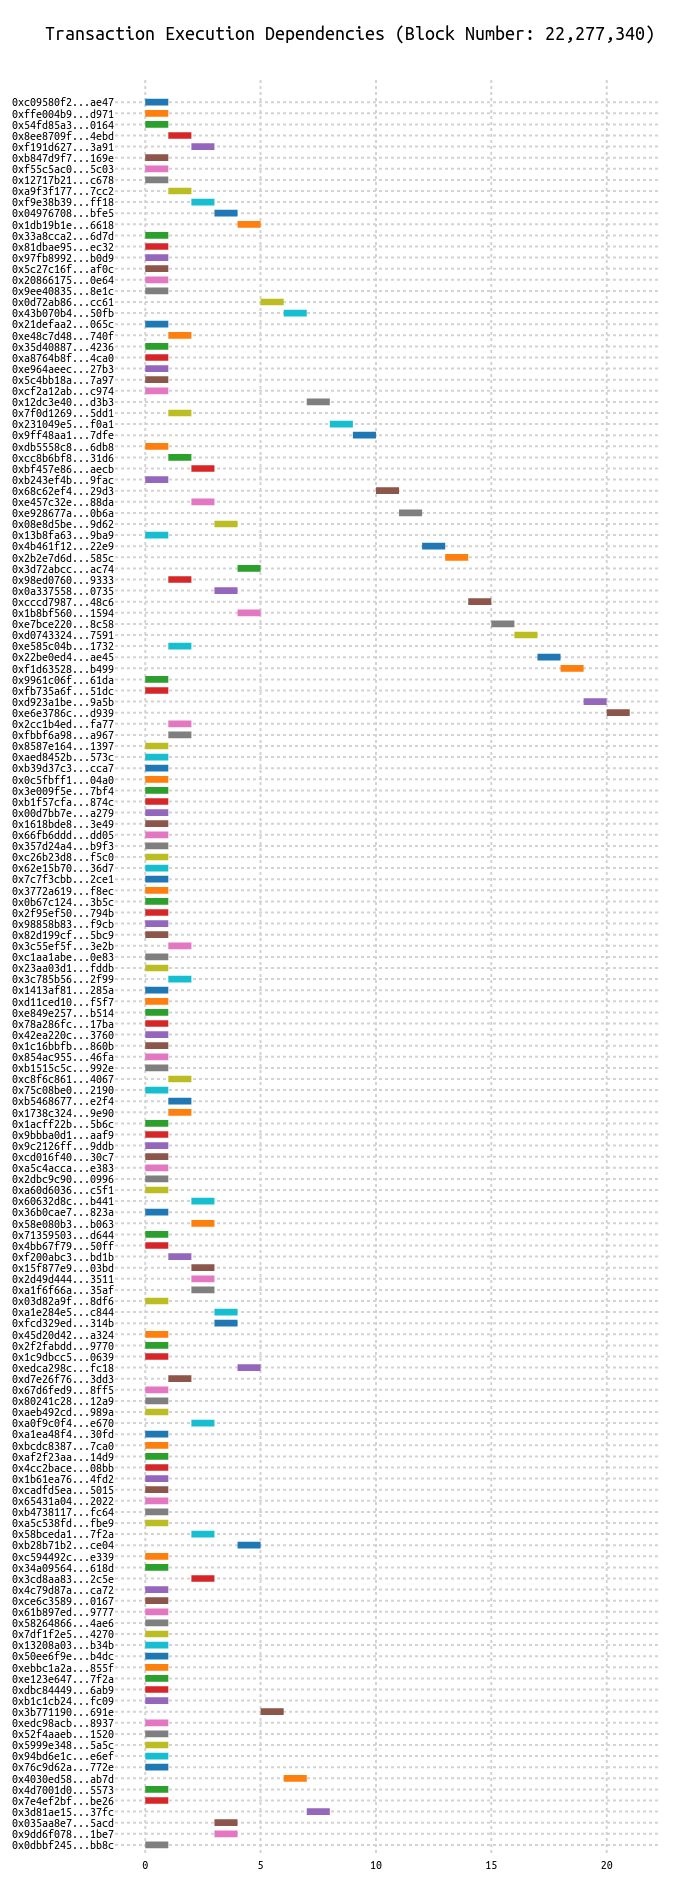 Transaction Execution Dependencies (Block Number: 22,277,340)
0xc09580f2...ae47
0xffe004b9...d971
0x54fd85a3...0164
0x8ee8709f...4ebd
0xf191d627...3a91
0xb847d9f7...169e
0xf55c5ac0...5c03
0x12717b21...c678
0xa9f3f177...7cc2
0xf9e38b39...ff18
0x04976708...bfe5
0x1db19b1e...6618
0x33a8cca2...6d7d
0x81dbae95...ec32
0x97fb8992...b0d9
0x5c27c16f...af0c
0x20866175...0e64
0x9ee40835...8e1c
0x0d72ab86...cc61
0x43b070b4...50fb
0x21defaa2...065c
0xe48c7d48...740f
0x35d40887...4236
0xa8764b8f...4ca0
0xe964aeec...27b3
0x5c4bb18a...7a97
0xcf2a12ab...c974
0x12dc3e40...d3b3
0x7f0d1269...5dd1
0x231049e5...f0a1
0x9ff48aa1...7dfe
0xdb5558c8...6db8
0xcc8b6bf8...31d6
0xbf457e86...aecb
0xb243ef4b...9fac
0x68c62ef4...29d3
0xe457c32e...88da
0xe928677a...0b6a
0x08e8d5be...9d62
0x13b8fa63...9ba9
0x4b461f12...22e9
0x2b2e7d6d...585c
0x3d72abcc...ac74
0x98ed0760...9333
0x0a337558...0735
0xcccd7987...48c6
0x1b8bf560...1594
0xe7bce220...8c58
0xd0743324...7591
0xe585c04b...1732
0x22be0ed4...ae45
0xf1d63528...b499
0x9961c06f...61da
0xfb735a6f...51dc
0xd923a1be...9a5b
0xe6e3786c...d939
0x2cc1b4ed...fa77
0xfbbf6a98...a967
0x8587e164...1397
0xaed8452b...573c
0xb39d37c3...cca7
0x0c5fbff1...04a0
0x3e009f5e...7bf4
0xb1f57cfa...874c
0x00d7bb7e...a279
0x1618bde8...3e49
0x66fb6ddd...dd05
0x357d24a4...b9f3
0xc26b23d8...f5c0
0x62e15b70...36d7
0x7c7f3cbb...2ce1
0x3772a619...f8ec
0x0b67c124...3b5c
0x2f95ef50...794b
0x98858b83...f9cb
0x82d199cf...5bc9
0x3c55ef5f...3e2b
0xc1aa1abe...0e83
0x23aa03d1...fddb
0x3c785b56...2f99
0x1413af81...285a
0xd11ced10...f5f7
0xe849e257...b514
0x78a286fc...17ba
0x42ea220c...3760
0x1c16bbfb...860b
0x854ac955...46fa
0xb1515c5c...992e
0xc8f6c861...4067
0x75c08be0...2190
0xb5468677...e2f4
0x1738c324...9e90
0x1acff22b...5b6c
0x9bbba0d1...aaf9
0x9c2126ff...9ddb
0xcd016f40...30c7
0xa5c4acca...e383
0x2dbc9c90...0996
0xa60d6036...c5f1
0x60632d8c...b441
0x36b0cae7...823a
0x58e080b3...b063
0x71359503...d644
0x4bb67f79...50ff
0xf200abc3...bd1b
0x15f877e9...03bd
0x2d49d444...3511
0xa1f6f66a...35af
0x03d82a9f...8df6
0xa1e284e5...c844
0xfcd329ed...314b
0x45d20d42...a324
0x2f2fabdd...9770
0x1c9dbcc5...0639
0xedca298c...fc18
0xd7e26f76...3dd3
0x67d6fed9...8ff5
0x80241c28...12a9
0xaeb492cd...989a
0xa0f9c0f4...e670
0xa1ea48f4...30fd
0xbcdc8387...7ca0
0xaf2f23aa...14d9
0x4cc2bace...08bb
0x1b61ea76...4fd2
0xcadfd5ea...5015
0x65431a04...2022
0xb4738117...fc64
0xa5c538fd...fbe9
0x58bceda1...7f2a
0xb28b71b2...ce04
0xc594492c...e339
0x34a09564...618d
0x3cd8aa83...2c5e
0x4c79d87a...ca72
0xce6c3589...0167
0x61b897ed...9777
0x58264866...4ae6
0x7df1f2e5...4270
0x13208a03...b34b
0x50ee6f9e...b4dc
0xebbc1a2a...855f
0xe123e647...7f2a
0xdbc84449...6ab9
0xb1c1cb24...fc09
0x3b771190...691e
0xedc98acb...8937
0x52f4aaeb...1520
0x5999e348...5a5c
0x94bd6e1c...e6ef
0x76c9d62a...772e
0x4030ed58...ab7d
0x4d7001d0...5573
0x7e4ef2bf...be26
0x3d81ae15...37fc
0x035aa8e7...5acd
0x9dd6f078...1be7
0x0dbbf245...bb8c
0 5 10 15 20